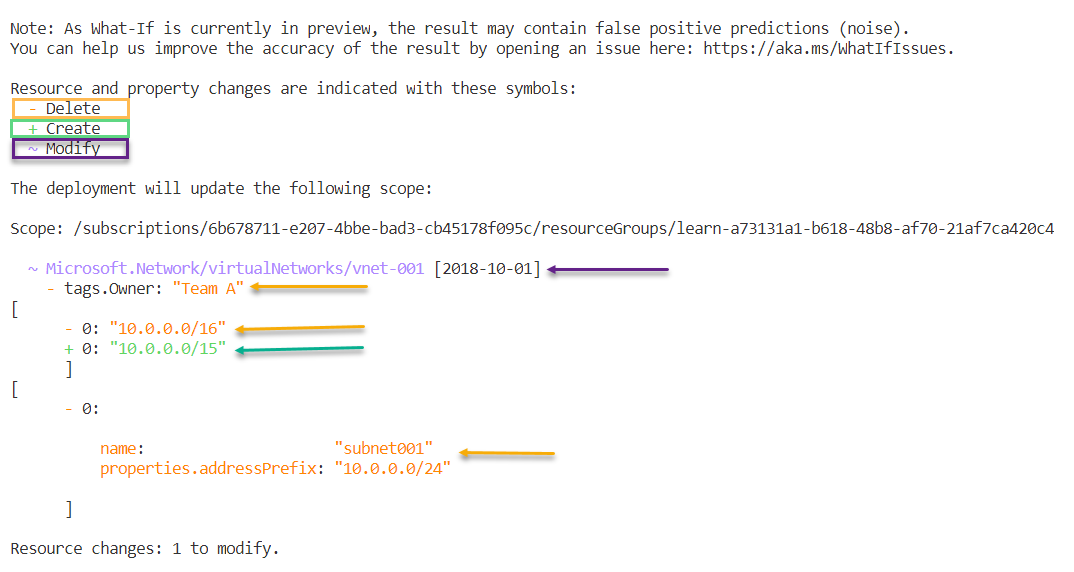 Note: As What-If is currently in preview, the result may contain false positive predictions (noise).
You can help us improve the accuracy of the result by opening an issue here: https://aka.ms/WhatIfIssues.
Resource and property changes are indicated with these symbols:
- Delete
+ Create
~ Modify
The deployment will update the following scope:
Scope: /subscriptions/6b678711-e207-4bbe-bad3-cb45178f095c/resourceGroups/learn-a73131a1-b618-48b8-af70-21af7ca420c4
~ Microsoft.Network/virtualNetworks/vnet-001 [2018-10-01]
- tags.Owner: "Team A"
[
- 0: "10.0.0.0/16"
+ 0: "10.0.0.0/15"
]
[
- 0:
name: "subnet001"
properties.addressPrefix: "10.0.0.0/24"
]
Resource changes: 1 to modify.